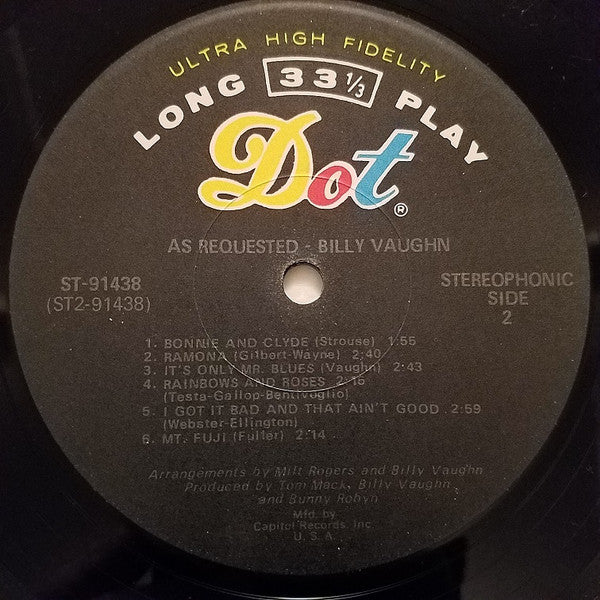 ULTRA HIGH FIDELITY
LONG 33 1/3 PLAY
Dot®
AS REQUESTED - BILLY VAUGHN
ST-91438
(ST2-91438)
STEREOPHONIC
SIDE
2
1. BONNIE AND CLYDE (Strouse) 1:55
2. RAMONA (Gilbert-Wayne) 2:40
3. IT'S ONLY MR. BLUES (Vaughn) 2:43
4. RAINBOWS AND ROSES 2:15
(Testa-Gallop-Bentivoglio)
5. I GOT IT BAD AND THAT AIN'T GOOD 2:59
(Webster-Ellington)
6. MT. FUJI (Fuller) 2:14
Arrangements by Milt Rogers and Billy Vaughn
Produced by Tom Mack, Billy Vaughn
and Bunny Robyn
Mfd. by
Capitol Records, Inc.
U. S. A.